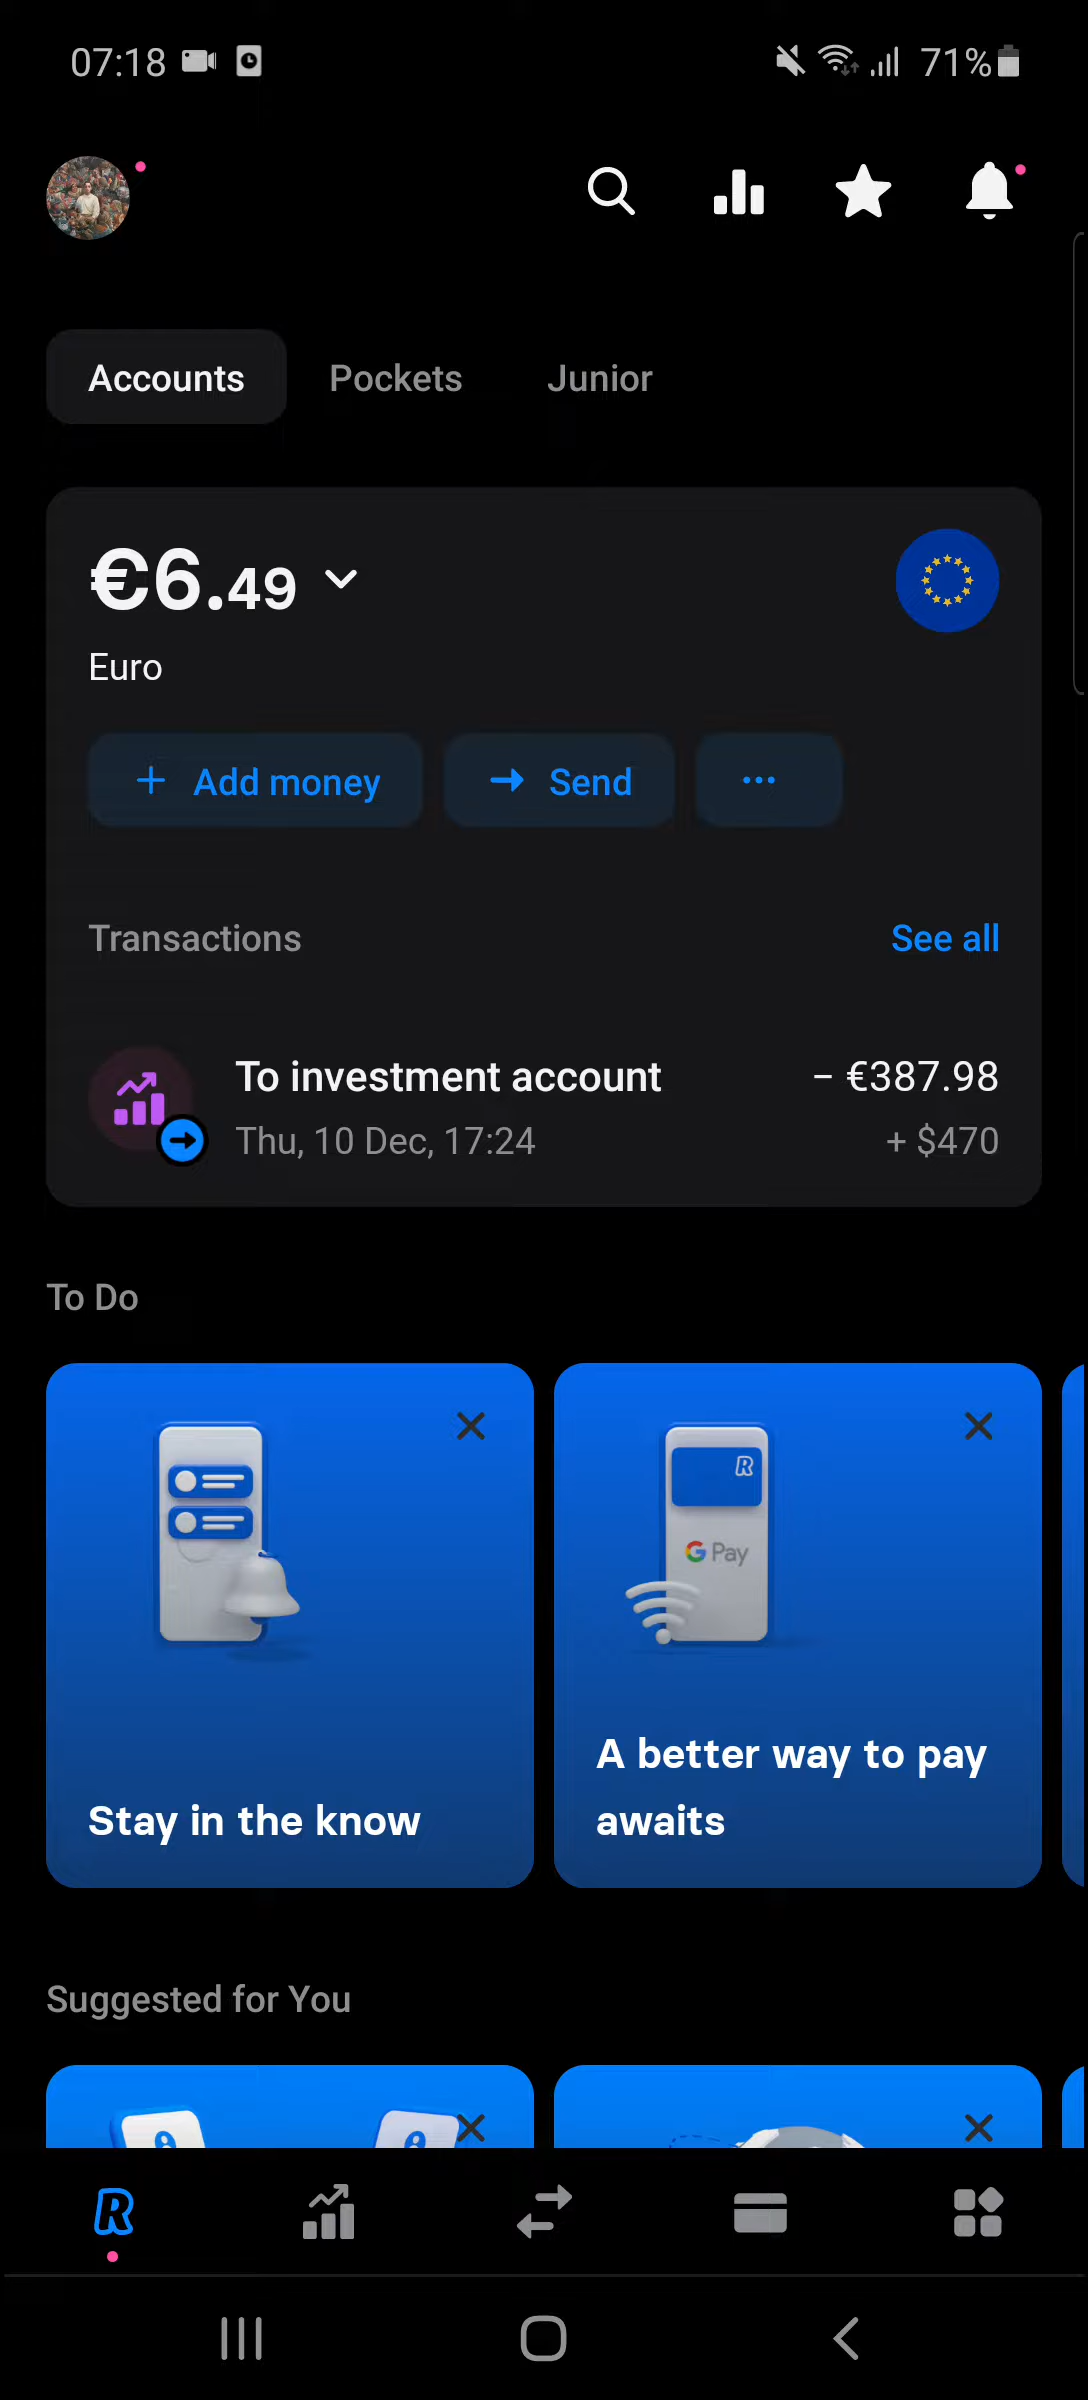 07:18 71%
Accounts Pockets Junior
€6.49
Euro
+ Add money → Send ...
Transactions See all
To investment account − €387.98
Thu, 10 Dec, 17:24 + $470
To Do
R
G Pay
Stay in the know
A better way to pay
awaits
Suggested for You
R